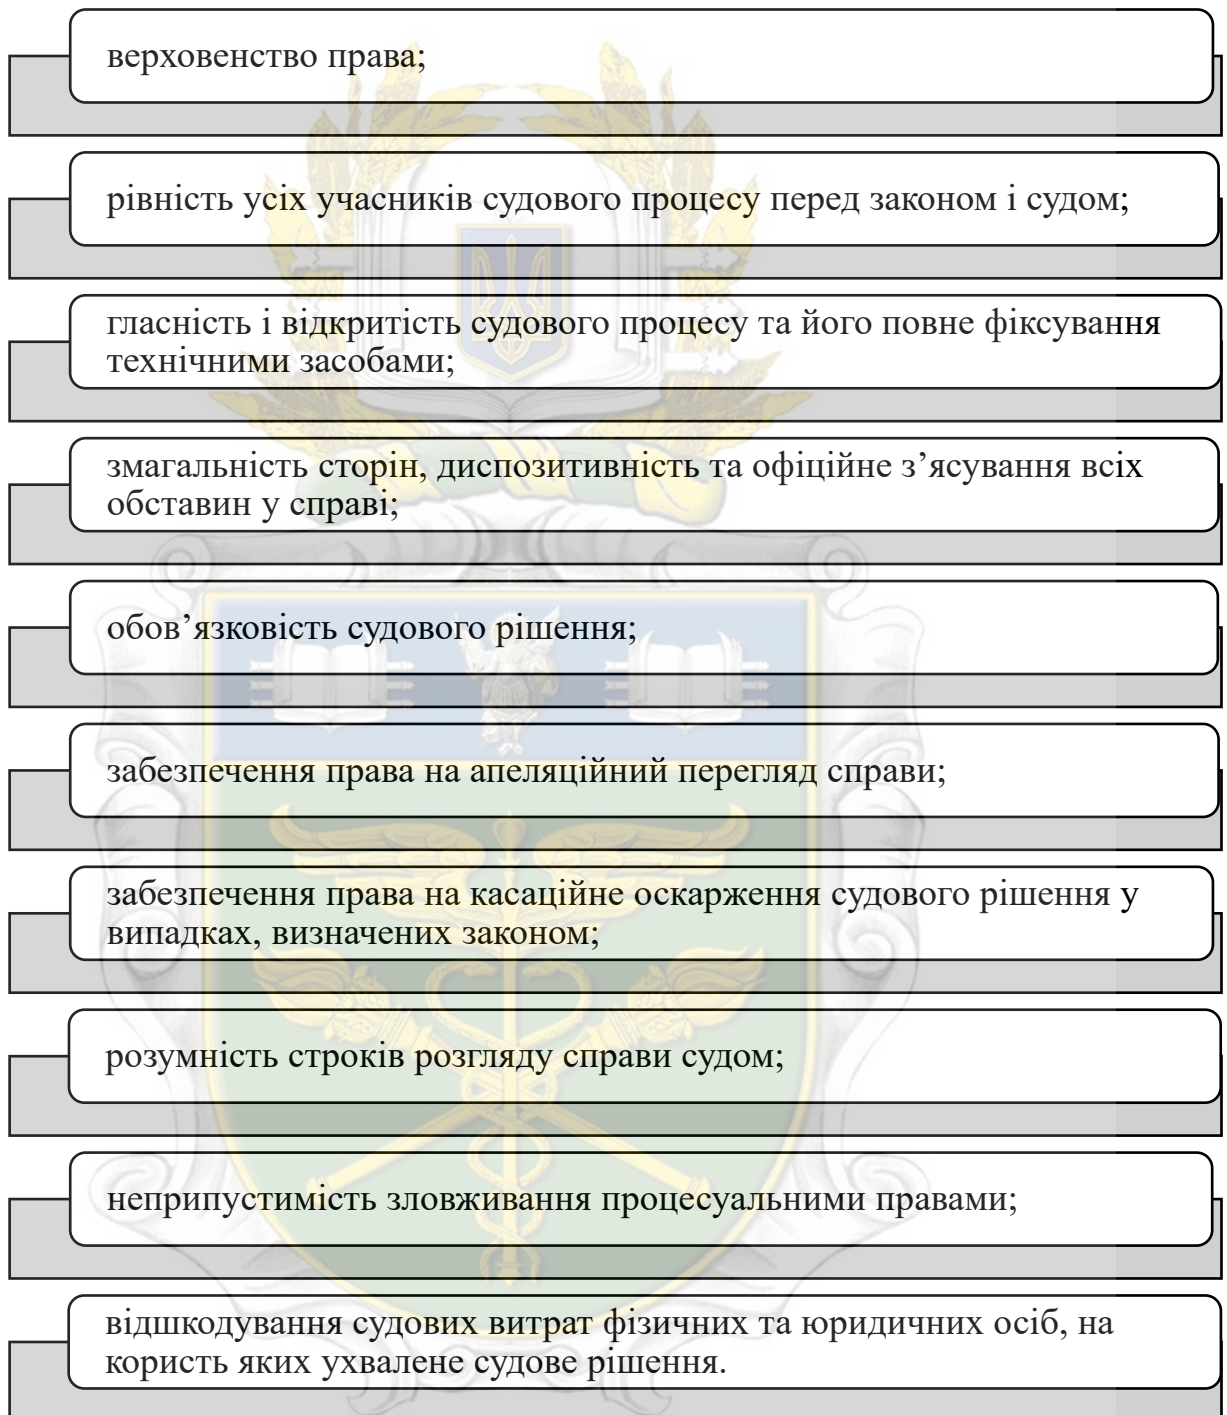 верховенство права;
рівність усіх учасників судового процесу перед законом і судом;
гласність і відкритість судового процесу та його повне фіксування
технічними засобами;
змагальність сторін, диспозитивність та офіційне з’ясування всіх
обставин у справі;
обов’язковість судового рішення;
забезпечення права на апеляційний перегляд справи;
забезпечення права на касаційне оскарження судового рішення у
випадках, визначених законом;
розумність строків розгляду справи судом;
неприпустимість зловживання процесуальними правами;
відшкодування судових витрат фізичних та юридичних осіб, на
користь яких ухвалене судове рішення.